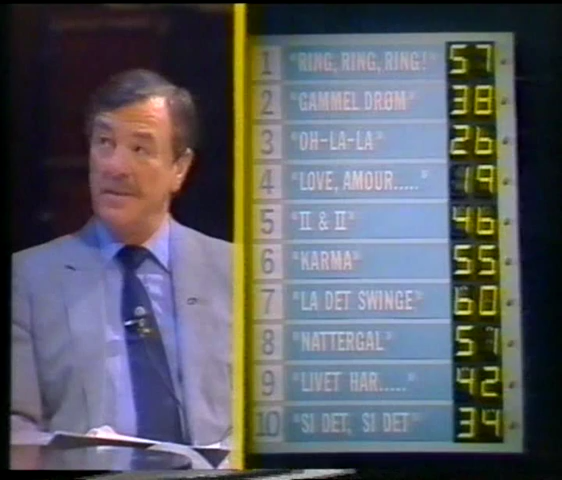 1 "RING, RING, RING!" 57
2 "GAMMEL DRØM" 38
3 "OH-LA-LA" 26
4 "LOVE, AMOUR....." 19
5 "II & II" 46
6 "KARMA" 55
7 "LA DET SWINGE" 60
8 "NATTERGAL" 57
9 "LIVET HAR....." 42
10 "SI DET, SI DET" 34